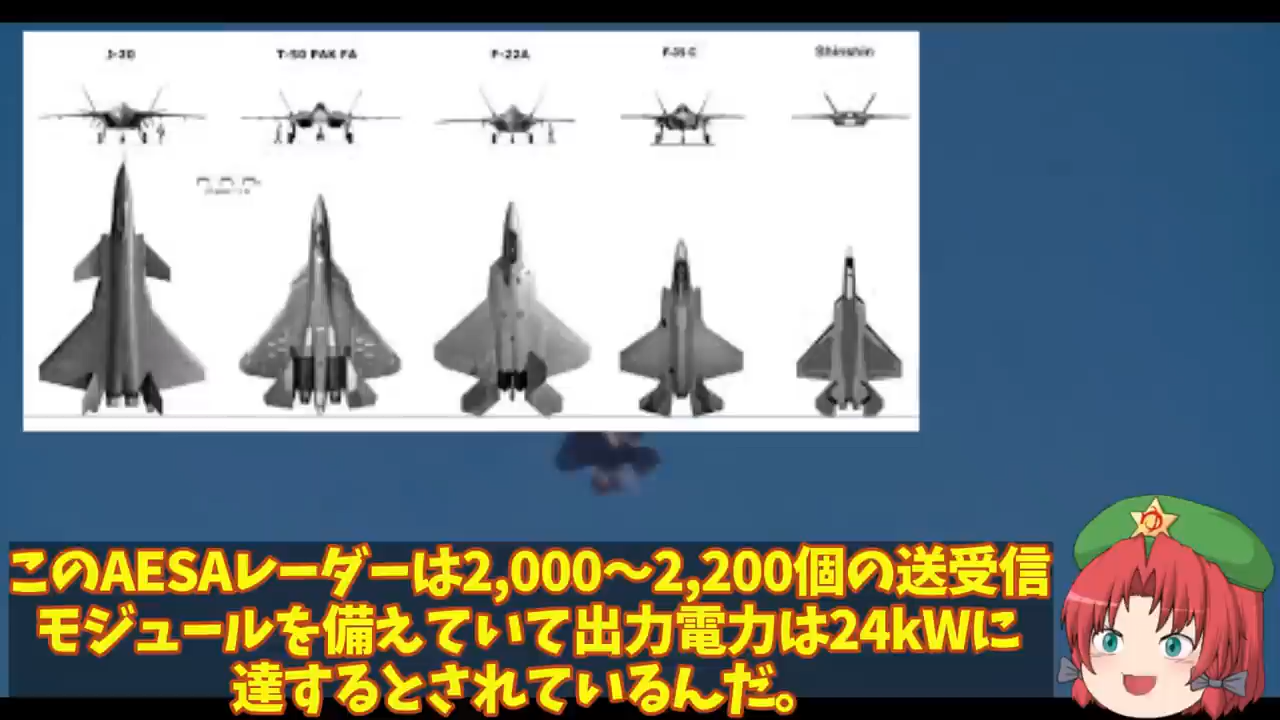 J-20
T-50 PAK FA
F-22A
F-35 C
Shinshin
このAESAレーダーは2,000〜2,200個の送受信
モジュールを備えていて出力電力は24kWに
達するとされているんだ。